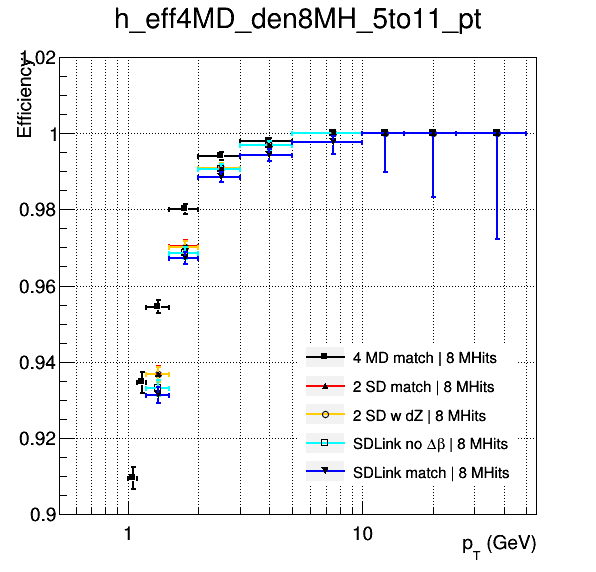 h_eff4MD_den8MH_5to11_pt
Efficiency
1.02
1
0.98
0.96
0.94
0.92
0.9
4 MD match | 8 MHits
2 SD match | 8 MHits
2 SD w dZ | 8 MHits
SDLink no Δβ | 8 MHits
SDLink match | 8 MHits
1
10
p_T (GeV)